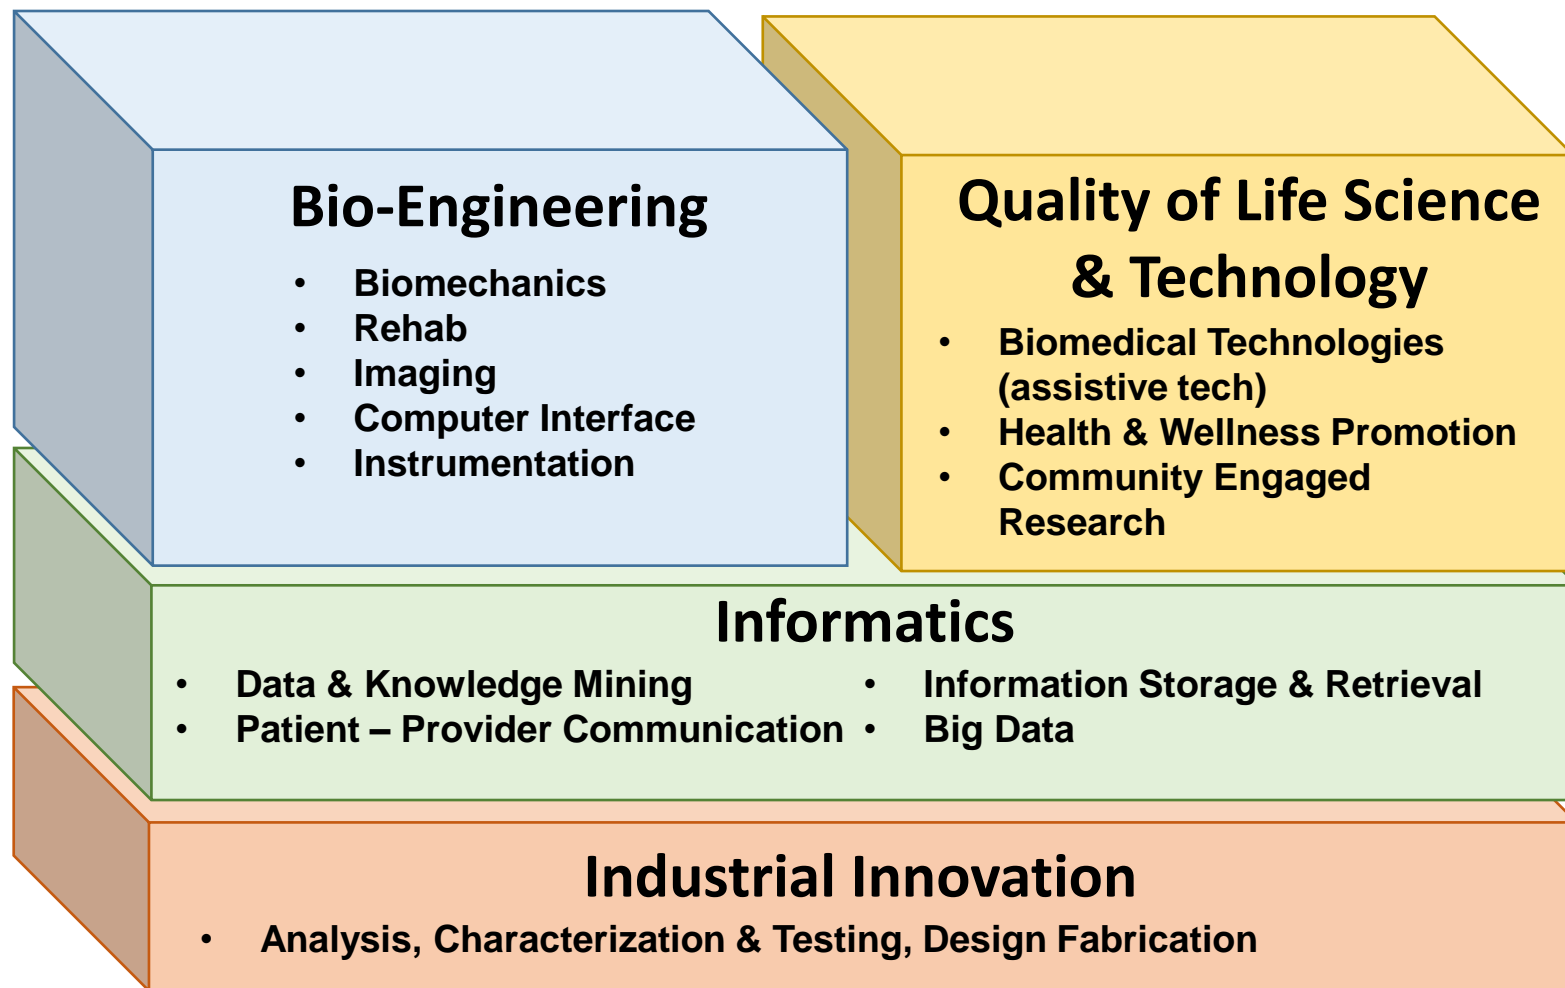 Bio-Engineering
• Biomechanics
• Rehab
• Imaging
• Computer Interface
• Instrumentation
Quality of Life Science
& Technology
• Biomedical Technologies
(assistive tech)
• Health & Wellness Promotion
• Community Engaged
Research
Informatics
• Data & Knowledge Mining
• Patient – Provider Communication
• Information Storage & Retrieval
• Big Data
Industrial Innovation
• Analysis, Characterization & Testing, Design Fabrication